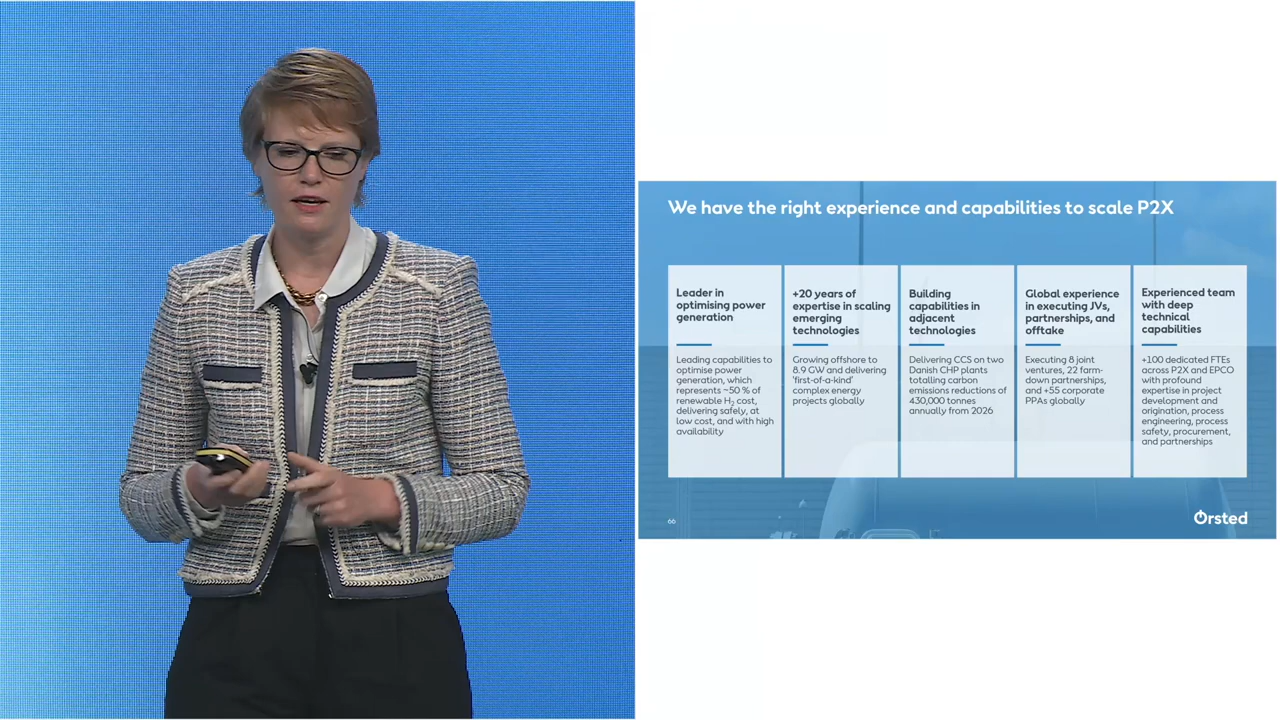 We have the right experience and capabilities to scale P2X
Leader in
optimising power
generation
Leading capabilities to
optimise power
generation, which
represents ~50 % of
renewable H₂ cost,
delivering safely, at
low cost, and with high
availability
+20 years of
expertise in scaling
emerging
technologies
Growing offshore to
8.9 GW and delivering
'first-of-a-kind'
complex energy
projects globally
Building
capabilities in
adjacent
technologies
Delivering CCS on two
Danish CHP plants
totalling carbon
emissions reductions of
430,000 tonnes
annually from 2026
Global experience
in executing JVs,
partnerships, and
offtake
Executing 8 joint
ventures, 22 farm-
down partnerships,
and +55 corporate
PPAs globally
Experienced team
with deep
technical
capabilities
+100 dedicated FTEs
across P2X and EPCO
with profound
expertise in project
development and
origination, process
engineering, process
safety, procurement,
and partnerships
66
Ørsted